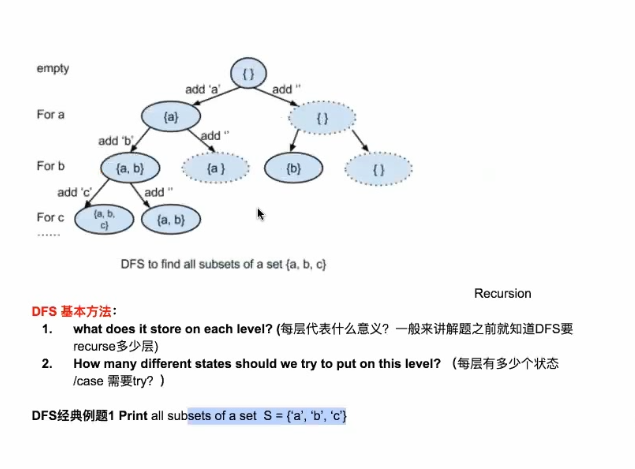 empty
{ }
add 'a'
add ''
For a
{a}
{ }
add 'b'
add ''
For b
{a, b}
{a }
{b}
{ }
add 'c'
add ''
For c
{a, b,
c}
{a, b}
......
DFS to find all subsets of a set {a, b, c}
Recursion
DFS 基本方法：
1. what does it store on each level? (每层代表什么意义？一般来讲解题之前就知道DFS要
recurse多少层)
2. How many different states should we try to put on this level? （每层有多少个状态
/case 需要try? ）
DFS经典例题1 Print all subsets of a set S = {'a', 'b', 'c'}